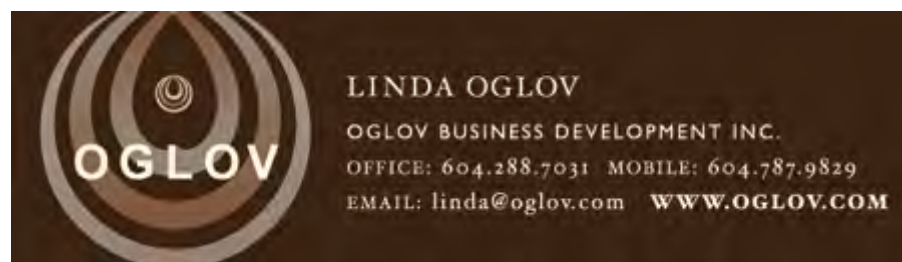 OGLOV
LINDA OGLOV
OGLOV BUSINESS DEVELOPMENT INC.
OFFICE: 604.288.7031 MOBILE: 604.787.9829
EMAIL: linda@oglov.com WWW.OGLOV.COM